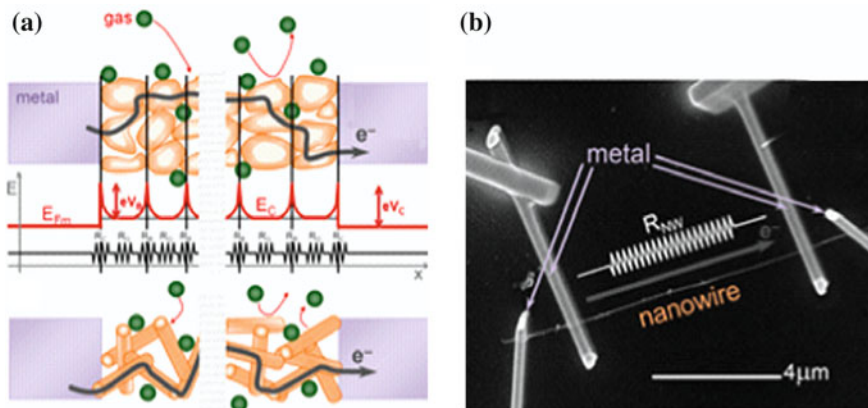 (a)
gas
metal
e⁻
E
E_Fm
eV_B
E_C
eV_C
x
e⁻
(b)
metal
R_NW
e⁻
nanowire
4μm